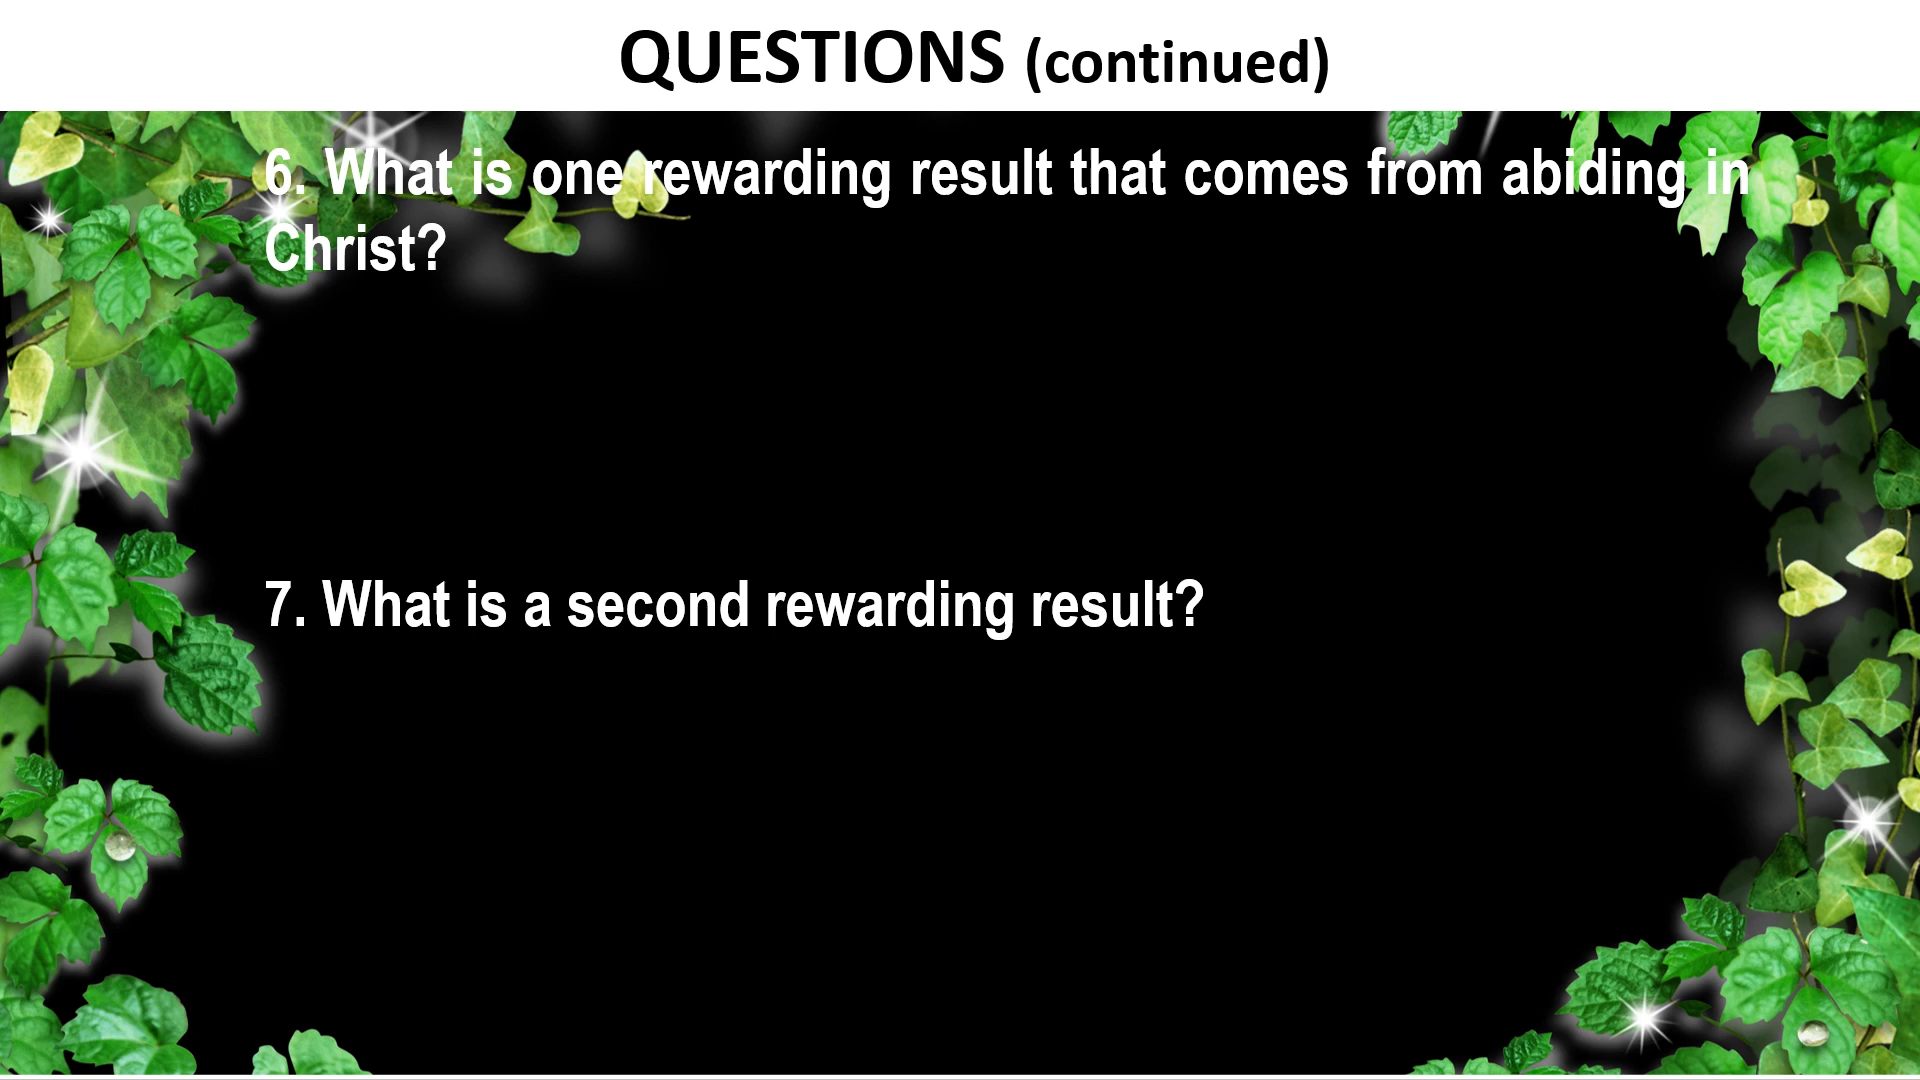 QUESTIONS (continued)
6. What is one rewarding result that comes from abiding in
Christ?
7. What is a second rewarding result?